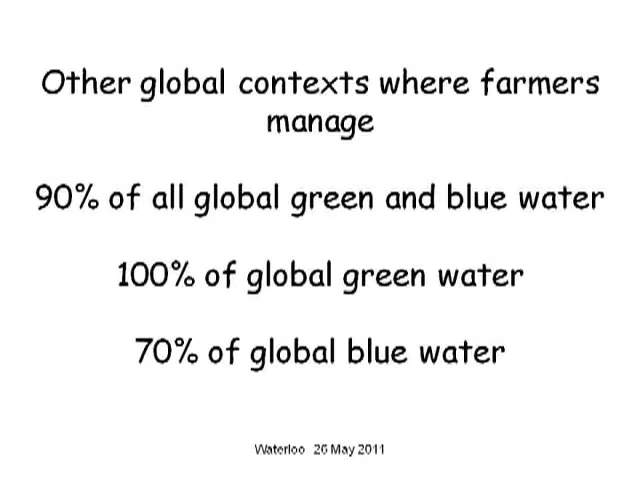 Other global contexts where farmers
manage
90% of all global green and blue water
100% of global green water
70% of global blue water
Waterloo 26 May 2011